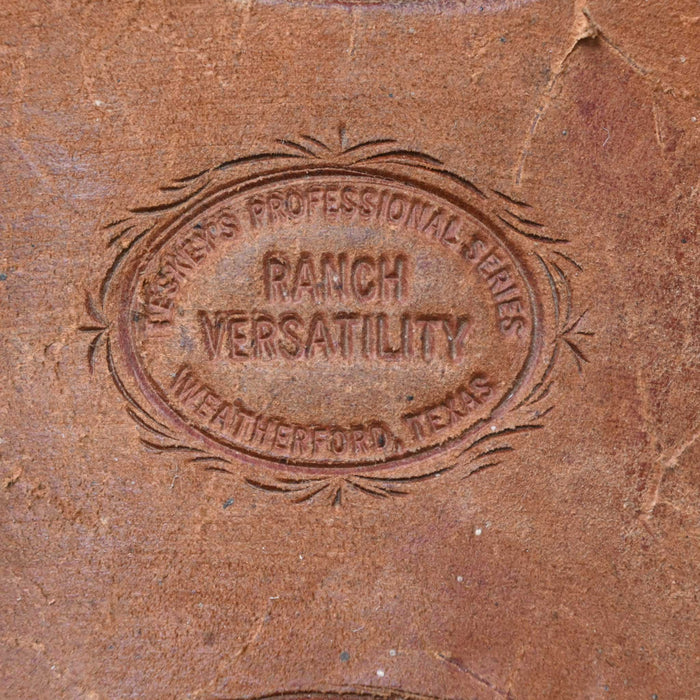 TESKEY'S PROFESSIONAL SERIES
RANCH
VERSATILITY
WEATHERFORD, TEXAS